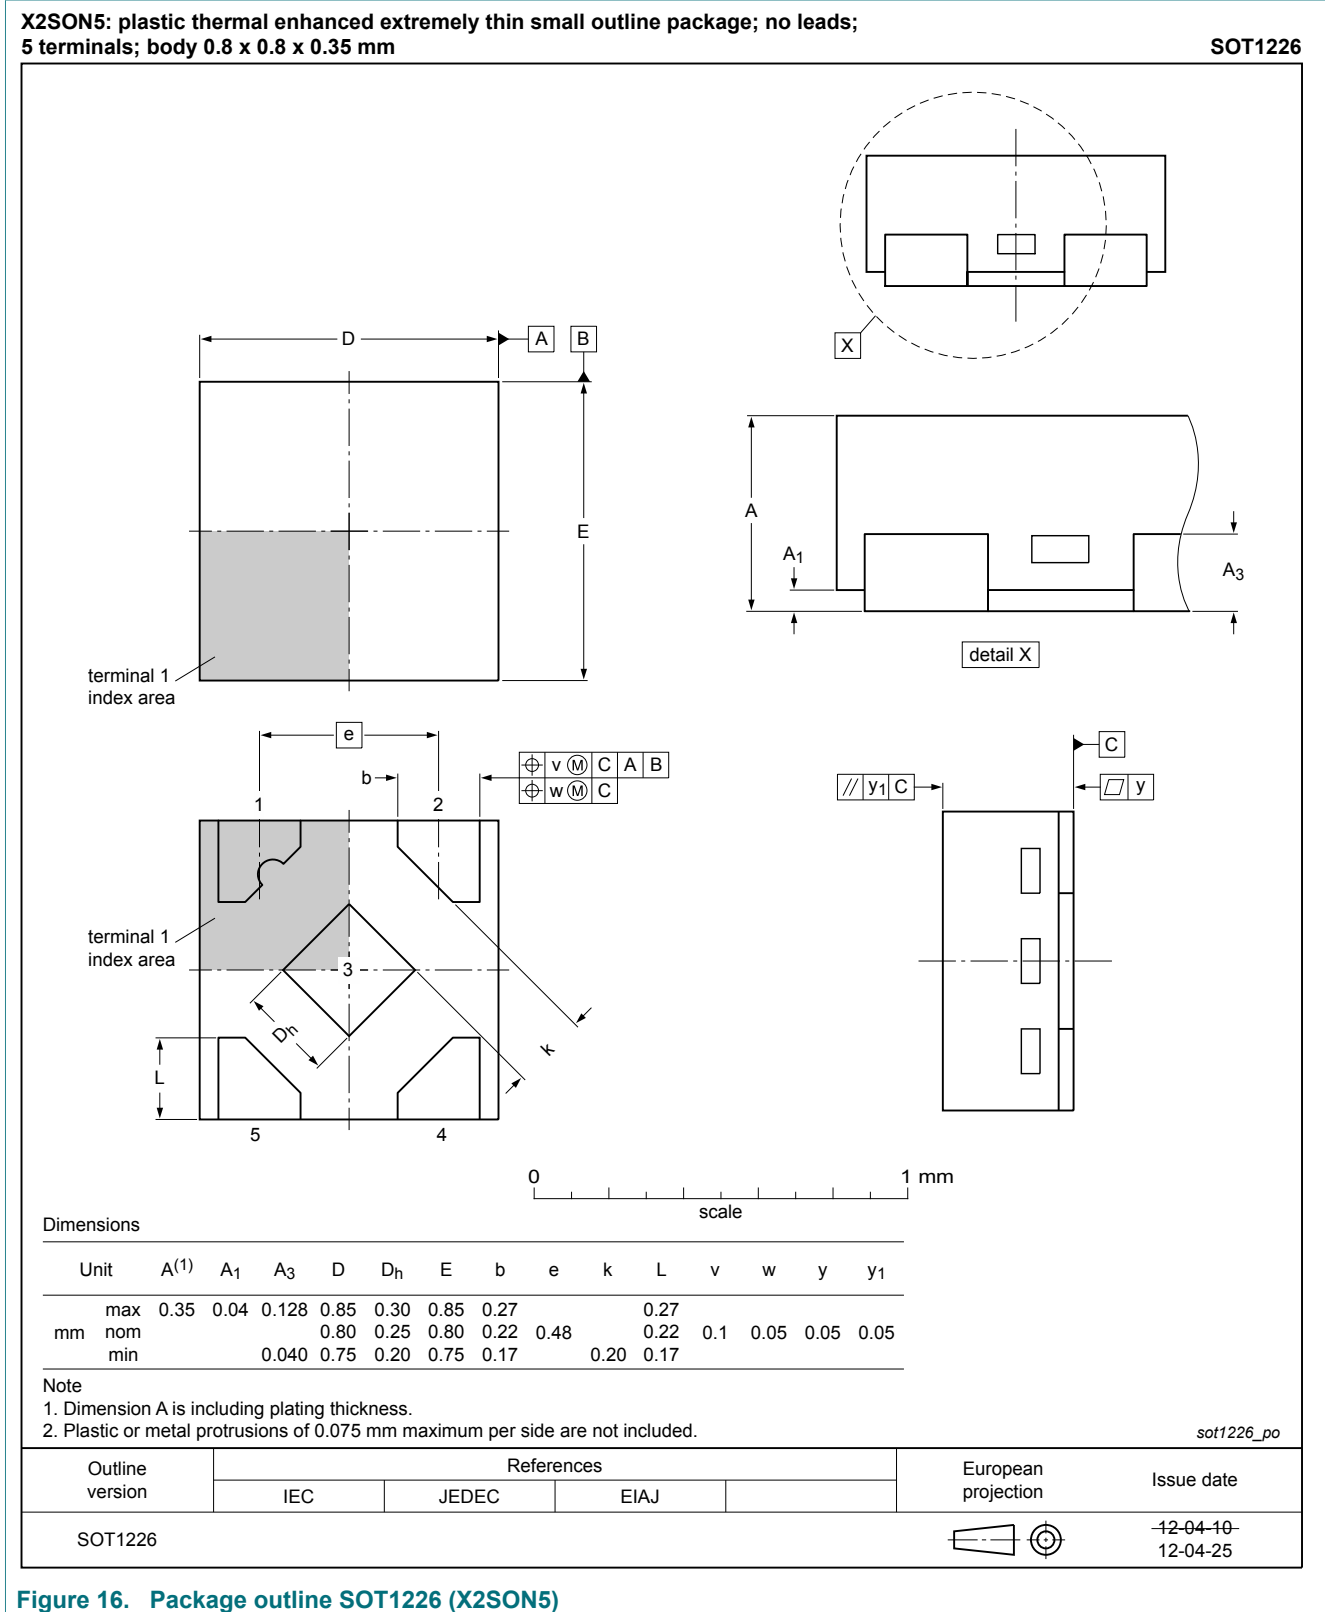 X2SON5: plastic thermal enhanced extremely thin small outline package; no leads;
5 terminals; body 0.8 x 0.8 x 0.35 mm SOT1226
X
D A B
E
terminal 1
index area
A
A1
A3
detail X
e
b
v M C A B
w M C
1 2
terminal 1
index area
3
Dh
k
L
5 4
C
y1 C
y
0 1 mm
scale
Dimensions
Unit A(1) A1 A3 D Dh E b e k L v w y y1
max 0.35 0.04 0.128 0.85 0.30 0.85 0.27 0.27
mm nom 0.80 0.25 0.80 0.22 0.48 0.22 0.1 0.05 0.05 0.05
min 0.040 0.75 0.20 0.75 0.17 0.20 0.17
Note
1. Dimension A is including plating thickness.
2. Plastic or metal protrusions of 0.075 mm maximum per side are not included.
sot1226_po
Outline version References European projection Issue date
IEC JEDEC EIAJ
SOT1226 12-04-10
12-04-25
Figure 16. Package outline SOT1226 (X2SON5)